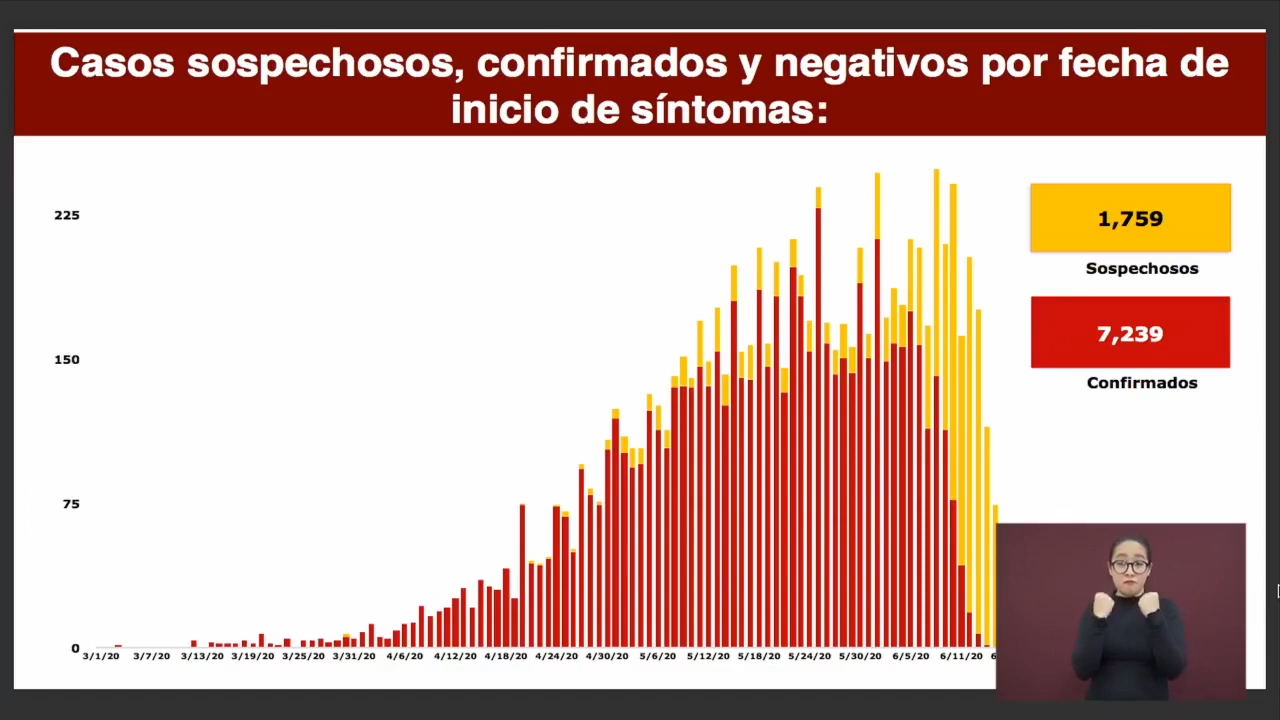 Casos sospechosos, confirmados y negativos por fecha de
inicio de síntomas:
225
150
75
0
1,759
Sospechosos
7,239
Confirmados
3/1/20 3/7/20 3/13/20 3/19/20 3/25/20 3/31/20 4/6/20 4/12/20 4/18/20 4/24/20 4/30/20 5/6/20 5/12/20 5/18/20 5/24/20 5/30/20 6/5/20 6/11/20